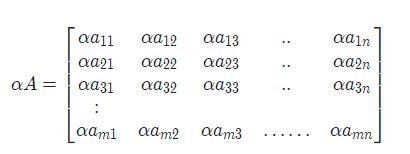 αa₁₁ αa₁₂ αa₁₃ .. αa₁ₙ
αa₂₁ αa₂₂ αa₂₃ .. αa₂ₙ
αA = αa₃₁ αa₃₂ αa₃₃ .. αa₃ₙ
:
αaₘ₁ αaₘ₂ αaₘ₃ ...... αaₘₙ